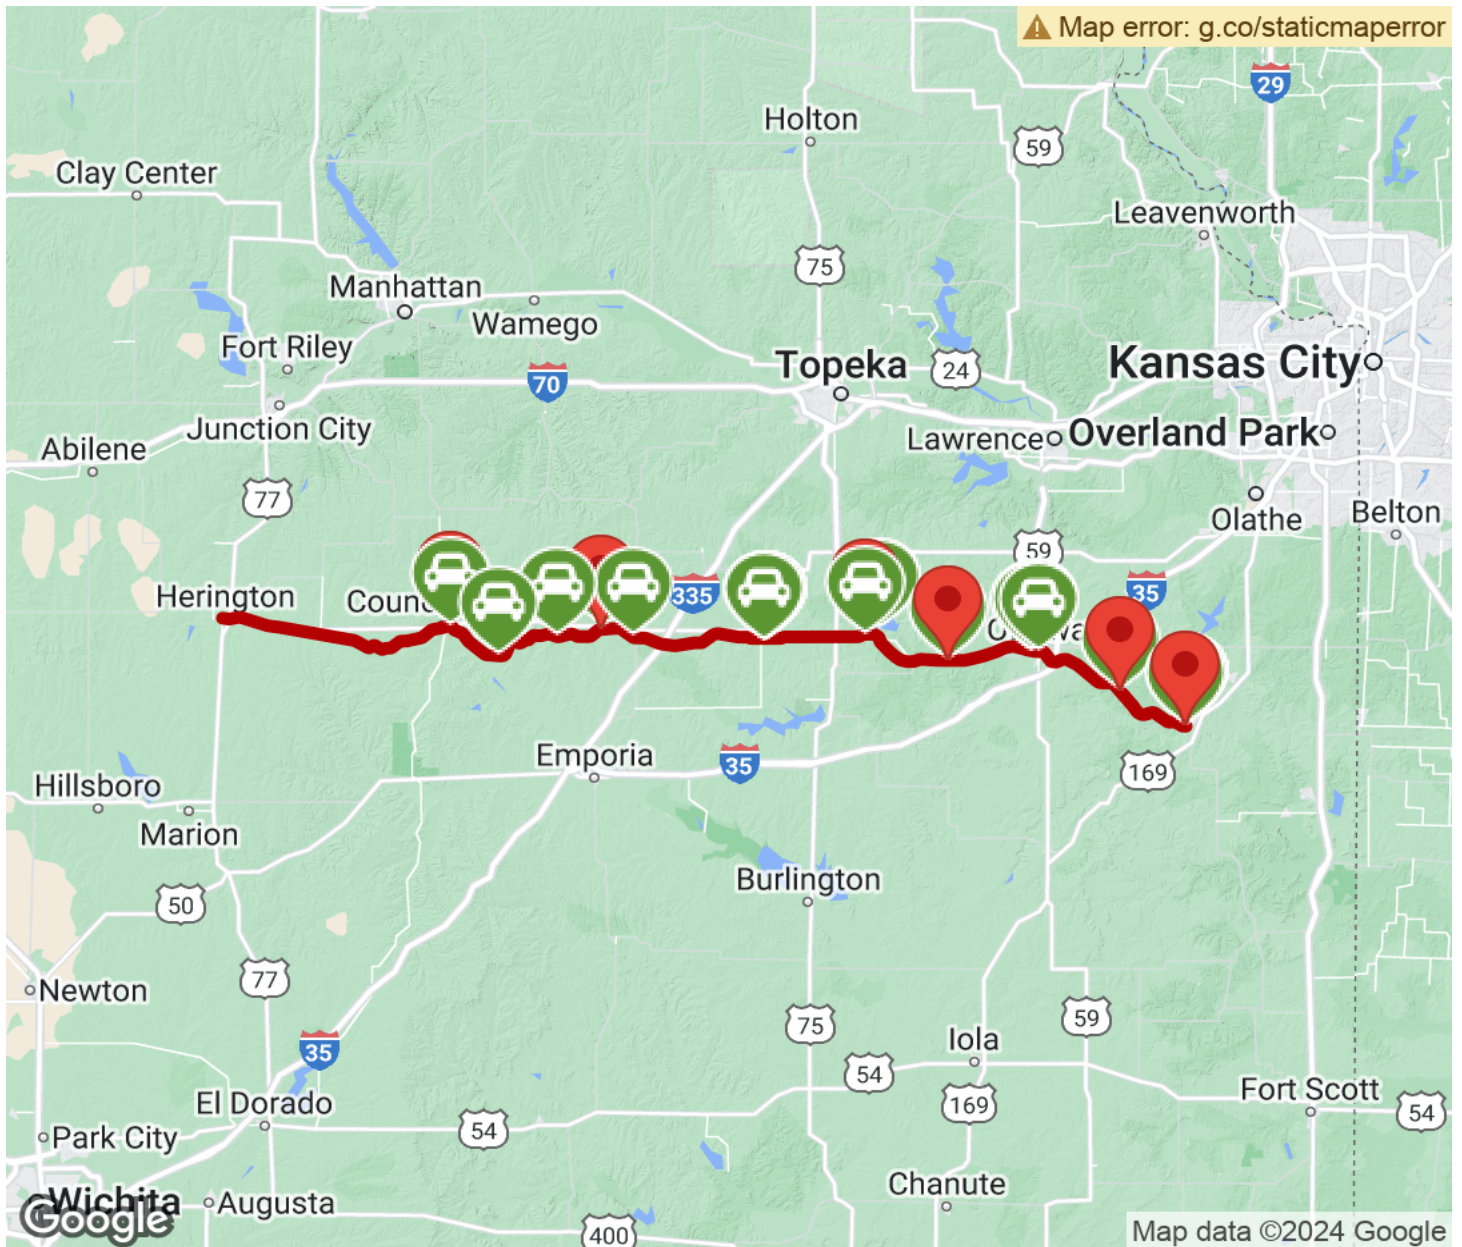 Map error: g.co/staticmaperror
29
Holton
59
Clay Center
Leavenworth
75
Manhattan
Wamego
Fort Riley
Topeka
24
Kansas City
70
Junction City
Lawrence
Overland Park
Abilene
77
Olathe
Belton
59
335
35
Herington
Counc
Emporia
35
169
Hillsboro
Marion
Burlington
50
77
Newton
75
59
35
Iola
54
El Dorado
169
Fort Scott
54
54
Park City
Chanute
Wichita
Augusta
Google
400
Map data ©2024 Google